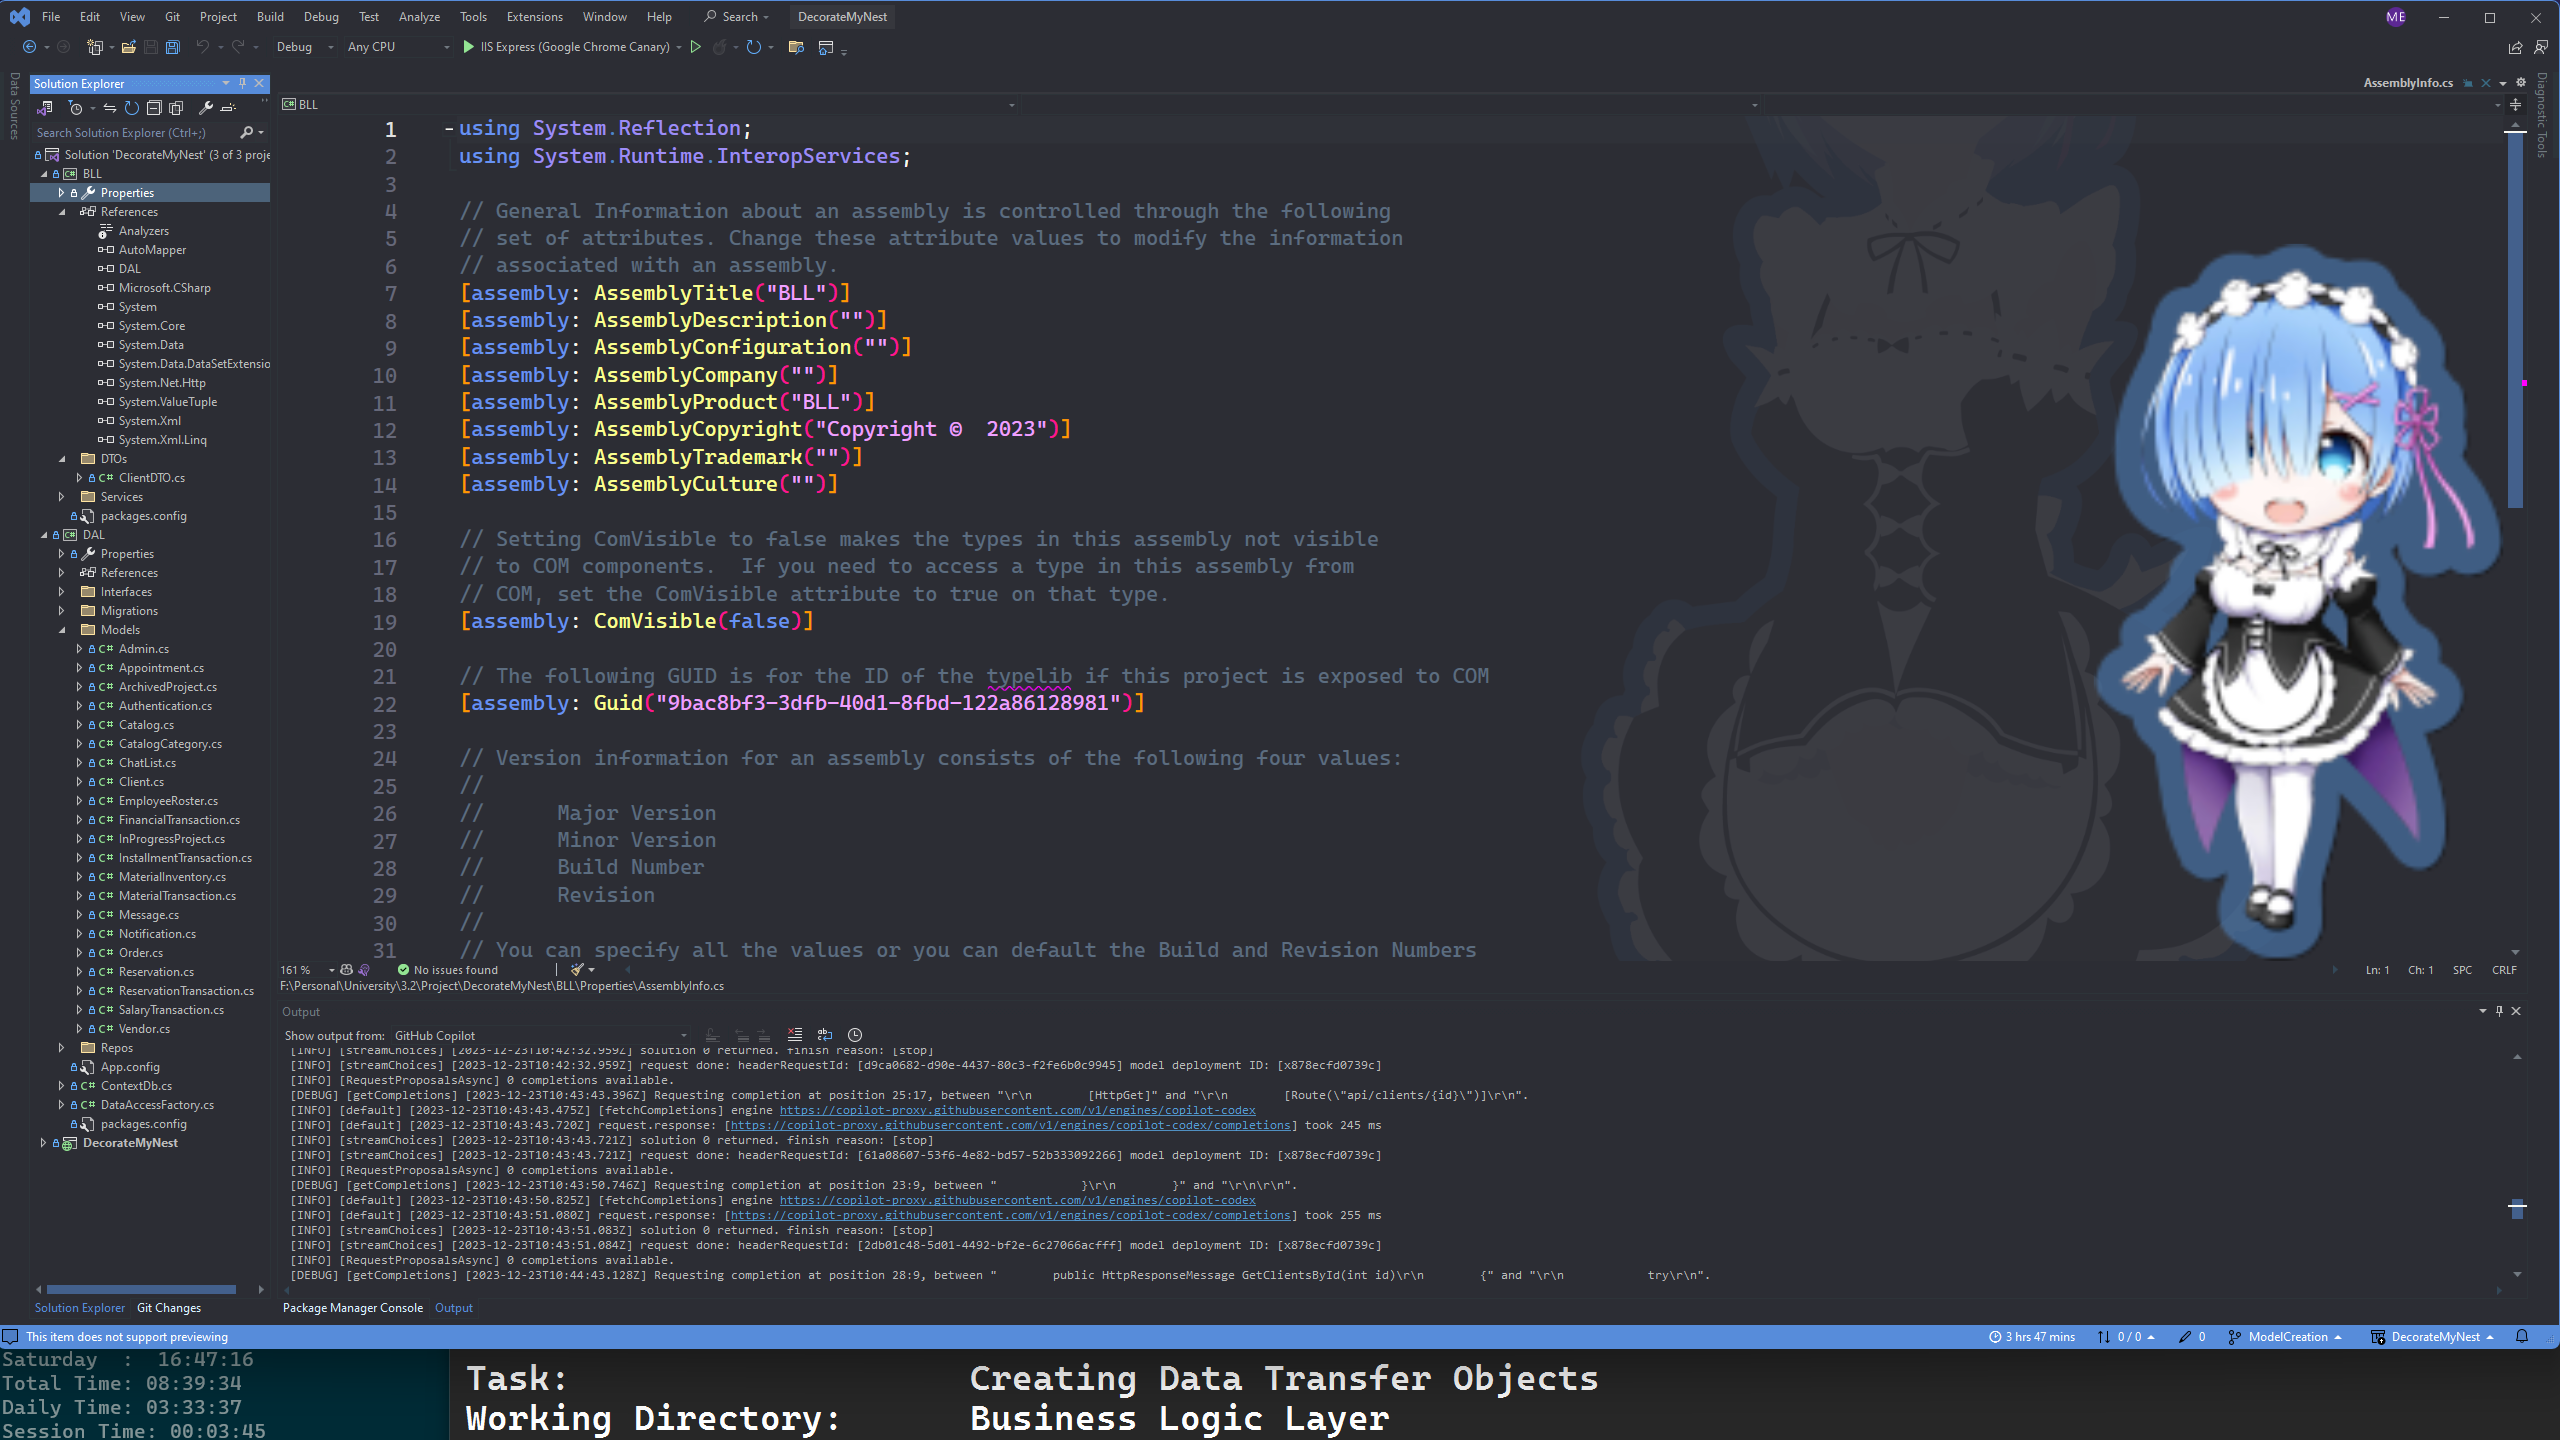 File Edit View Git Project Build Debug Test Analyze Tools Extensions Window Help Search DecorateMyNest ME
Debug Any CPU IIS Express (Google Chrome Canary)
Data Sources
Solution Explorer
Search Solution Explorer (Ctrl+;)
Solution 'DecorateMyNest' (3 of 3 proje
C# BLL
Properties
References
Analyzers
AutoMapper
DAL
Microsoft.CSharp
System
System.Core
System.Data
System.Data.DataSetExtensio
System.Net.Http
System.ValueTuple
System.Xml
System.Xml.Linq
DTOs
C# ClientDTO.cs
Services
packages.config
C# DAL
Properties
References
Interfaces
Migrations
Models
C# Admin.cs
C# Appointment.cs
C# ArchivedProject.cs
C# Authentication.cs
C# Catalog.cs
C# CatalogCategory.cs
C# ChatList.cs
C# Client.cs
C# EmployeeRoster.cs
C# FinancialTransaction.cs
C# InProgressProject.cs
C# InstallmentTransaction.cs
C# MaterialInventory.cs
C# MaterialTransaction.cs
C# Message.cs
C# Notification.cs
C# Order.cs
C# Reservation.cs
C# ReservationTransaction.cs
C# SalaryTransaction.cs
C# Vendor.cs
Repos
App.config
C# ContextDb.cs
C# DataAccessFactory.cs
packages.config
DecorateMyNest
Solution Explorer Git Changes
AssemblyInfo.cs
Diagnostic Tools
C# BLL
1 using System.Reflection;
2 using System.Runtime.InteropServices;
3
4 // General Information about an assembly is controlled through the following
5 // set of attributes. Change these attribute values to modify the information
6 // associated with an assembly.
7 [assembly: AssemblyTitle("BLL")]
8 [assembly: AssemblyDescription("")]
9 [assembly: AssemblyConfiguration("")]
10 [assembly: AssemblyCompany("")]
11 [assembly: AssemblyProduct("BLL")]
12 [assembly: AssemblyCopyright("Copyright ©  2023")]
13 [assembly: AssemblyTrademark("")]
14 [assembly: AssemblyCulture("")]
15
16 // Setting ComVisible to false makes the types in this assembly not visible
17 // to COM components.  If you need to access a type in this assembly from
18 // COM, set the ComVisible attribute to true on that type.
19 [assembly: ComVisible(false)]
20
21 // The following GUID is for the ID of the typelib if this project is exposed to COM
22 [assembly: Guid("9bac8bf3-3dfb-40d1-8fbd-122a86128981")]
23
24 // Version information for an assembly consists of the following four values:
25 //
26 //      Major Version
27 //      Minor Version
28 //      Build Number
29 //      Revision
30 //
31 // You can specify all the values or you can default the Build and Revision Numbers
161 % No issues found Ln: 1 Ch: 1 SPC CRLF
F:\Personal\University\3.2\Project\DecorateMyNest\BLL\Properties\AssemblyInfo.cs
Output
Show output from: GitHub Copilot
[INFO] [streamChoices] [2023-12-23T10:42:32.959Z] solution 0 returned. finish reason: [stop]
[INFO] [streamChoices] [2023-12-23T10:42:32.959Z] request done: headerRequestId: [d9ca0682-d90e-4437-80c3-f2fe6b0c9945] model deployment ID: [x878ecfd0739c]
[INFO] [RequestProposalsAsync] 0 completions available.
[DEBUG] [getCompletions] [2023-12-23T10:43:43.396Z] Requesting completion at position 25:17, between "\r\n        [HttpGet]" and "\r\n        [Route(\"api/clients/{id}\")]\r\n".
[INFO] [default] [2023-12-23T10:43:43.475Z] [fetchCompletions] engine https://copilot-proxy.githubusercontent.com/v1/engines/copilot-codex
[INFO] [default] [2023-12-23T10:43:43.720Z] request.response: [https://copilot-proxy.githubusercontent.com/v1/engines/copilot-codex/completions] took 245 ms
[INFO] [streamChoices] [2023-12-23T10:43:43.721Z] solution 0 returned. finish reason: [stop]
[INFO] [streamChoices] [2023-12-23T10:43:43.721Z] request done: headerRequestId: [61a08607-53f6-4e82-bd57-52b333092266] model deployment ID: [x878ecfd0739c]
[INFO] [RequestProposalsAsync] 0 completions available.
[DEBUG] [getCompletions] [2023-12-23T10:43:50.746Z] Requesting completion at position 23:9, between "            }\r\n        }" and "\r\n\r\n".
[INFO] [default] [2023-12-23T10:43:50.825Z] [fetchCompletions] engine https://copilot-proxy.githubusercontent.com/v1/engines/copilot-codex
[INFO] [default] [2023-12-23T10:43:51.080Z] request.response: [https://copilot-proxy.githubusercontent.com/v1/engines/copilot-codex/completions] took 255 ms
[INFO] [streamChoices] [2023-12-23T10:43:51.083Z] solution 0 returned. finish reason: [stop]
[INFO] [streamChoices] [2023-12-23T10:43:51.084Z] request done: headerRequestId: [2db01c48-5d01-4492-bf2e-6c27066acfff] model deployment ID: [x878ecfd0739c]
[INFO] [RequestProposalsAsync] 0 completions available.
[DEBUG] [getCompletions] [2023-12-23T10:44:43.128Z] Requesting completion at position 28:9, between "        public HttpResponseMessage GetClientsById(int id)\r\n        {" and "\r\n            try\r\n".
Package Manager Console Output
This item does not support previewing 3 hrs 47 mins 0 / 0 0 ModelCreation DecorateMyNest
Saturday  :  16:47:16
Total Time: 08:39:34
Daily Time: 03:33:37
Session Time: 00:03:45
Task: Creating Data Transfer Objects
Working Directory: Business Logic Layer